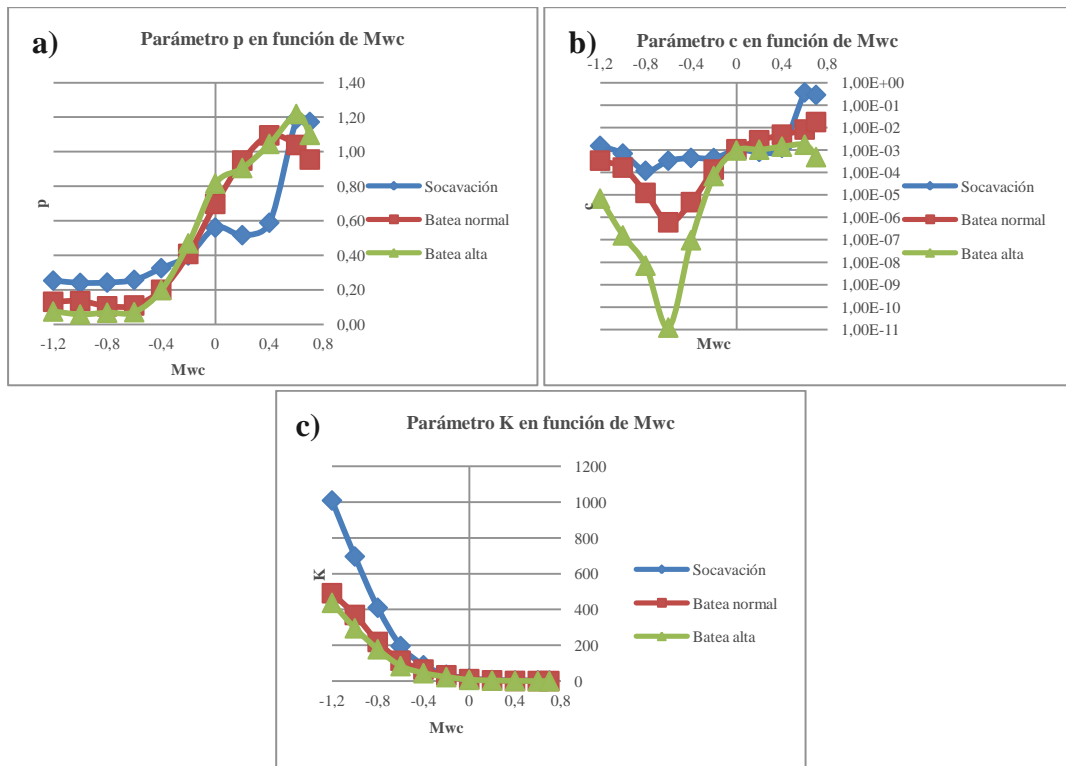 a)
Parámetro p en función de Mwc
1,40
1,20
1,00
0,80
0,60
0,40
0,20
0,00
p
-1,2 -0,8 -0,4 0 0,4 0,8
Mwc
Socavación
Batea normal
Batea alta
b)
Parámetro c en función de Mwc
-1,2 -0,8 -0,4 0 0,4 0,8
1,00E+00
1,00E-01
1,00E-02
1,00E-03
1,00E-04
1,00E-05
1,00E-06
1,00E-07
1,00E-08
1,00E-09
1,00E-10
1,00E-11
c
Mwc
Socavación
Batea normal
Batea alta
c)
Parámetro K en función de Mwc
1200
1000
800
600
400
200
0
K
-1,2 -0,8 -0,4 0 0,4 0,8
Mwc
Socavación
Batea normal
Batea alta